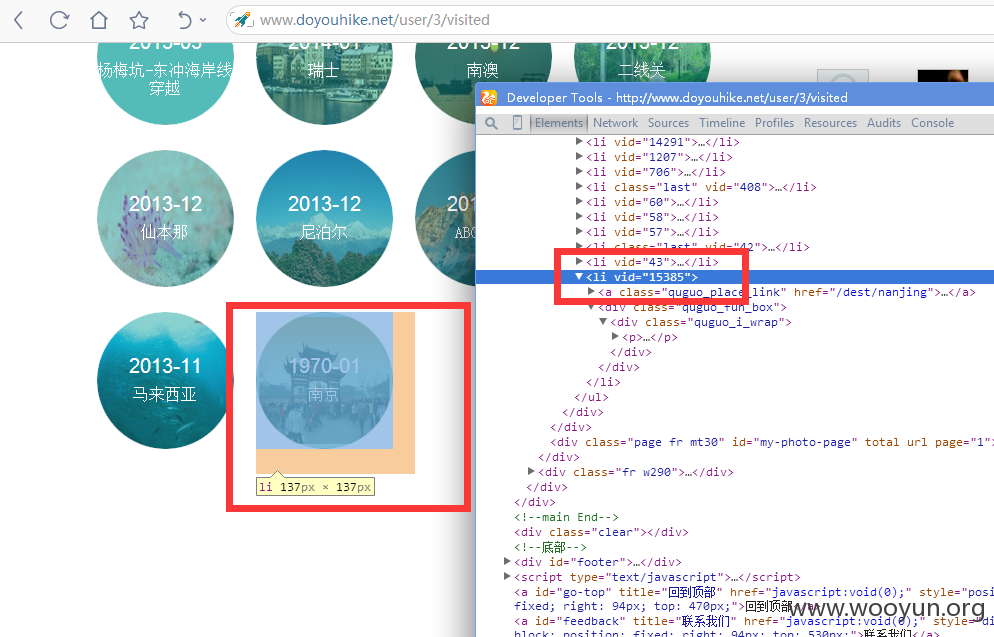 www.doyouhike.net/user/3/visited
2013-05
杨梅坑-东冲海岸线
穿越
2014-01
瑞士
2013-12
南澳
2013-12
二线关
2013-12
仙本那
2013-12
尼泊尔
201
ABC
2013-11
马来西亚
1970-01
南京
li 137px × 137px
Developer Tools - http://www.doyouhike.net/user/3/visited
Elements Network Sources Timeline Profiles Resources Audits Console
▶<li vid="14291">…</li>
▶<li vid="1207">…</li>
▶<li vid="706">…</li>
▶<li class="last" vid="408">…</li>
▶<li vid="60">…</li>
▶<li vid="58">…</li>
▶<li vid="57">…</li>
▶<li class="last" vid="42">…</li>
▶<li vid="43">…</li>
▼<li vid="15385">
▶<a class="quguo_place_link" href="/dest/nanjing">…</a>
▼<div class="quguo_fun_box">
▼<div class="quguo_i_wrap">
▶<p>…</p>
</div>
</div>
</li>
</ul>
</div>
</div>
<div class="page fr mt30" id="my-photo-page" total url page="1">
</div>
▶<div class="fr w290">…</div>
</div>
</div>
<!--main End-->
<div class="clear"></div>
<!--底部-->
▶<div id="footer">…</div>
▶<script type="text/javascript">…</script>
<a id="go-top" title="回到顶部" href="javascript:void(0);" style="posi
fixed; right: 94px; top: 470px;">回到顶部</a>
<a id="feedback" title="联系我们" href="javascript:void(0);" style="di
block; position: fixed; right: 94px; top: 530px;">联系我们</a>
www.wooyun.org